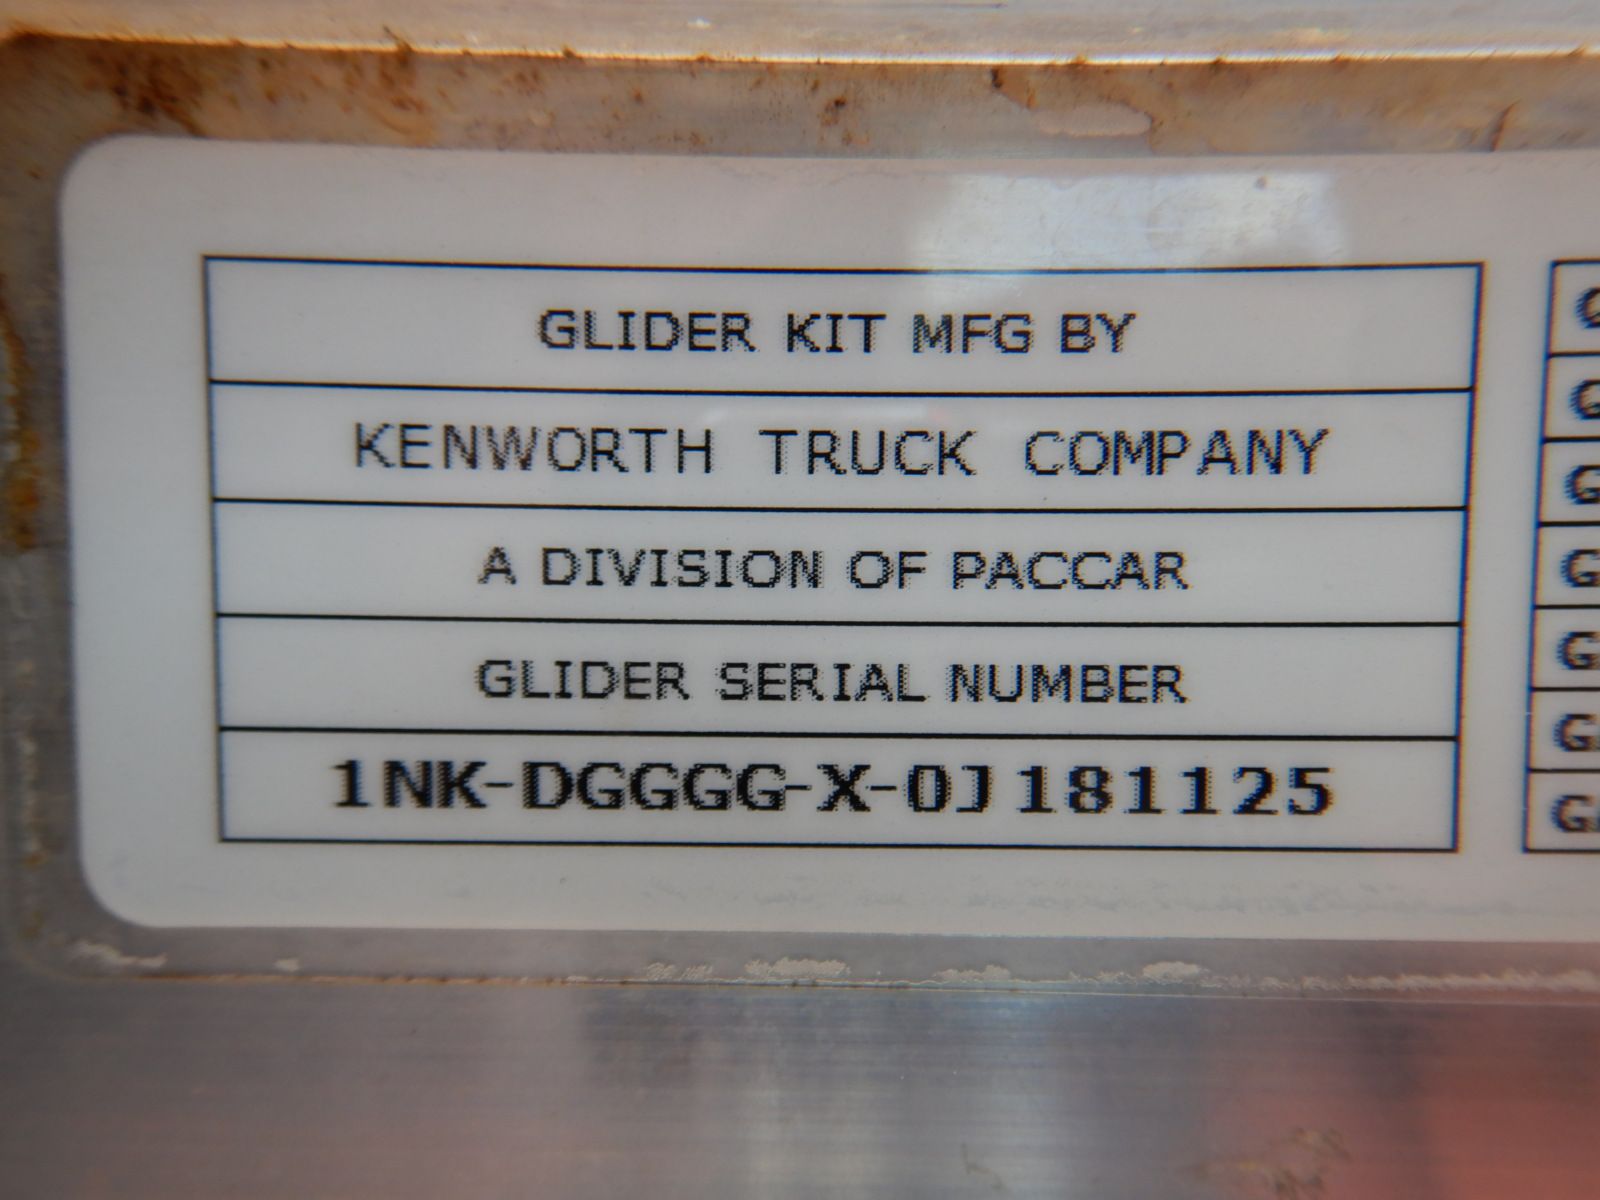 GLIDER KIT MFG BY
KENWORTH TRUCK COMPANY
A DIVISION OF PACCAR
GLIDER SERIAL NUMBER
1NK-DGGGG-X-0J181125